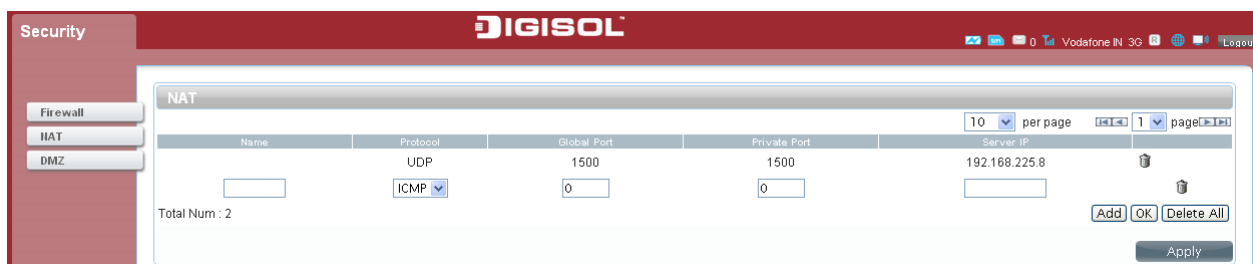 Security
DIGISOL
0 Vodafone IN 3G R
Firewall
NAT
DMZ
NAT
10 per page 1 page
Name Protocol Global Port Private Port Server IP
UDP 1500 1500 192.168.225.8
ICMP 0 0
Total Num : 2
Add OK Delete All
Apply